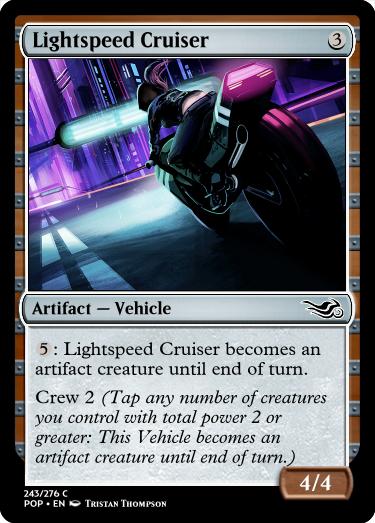 Lightspeed Cruiser 3
Artifact — Vehicle
5: Lightspeed Cruiser becomes an
artifact creature until end of turn.
Crew 2 (Tap any number of creatures
you control with total power 2 or
greater: This Vehicle becomes an
artifact creature until end of turn.)
4/4
243/276 C
POP • EN Tristan Thompson